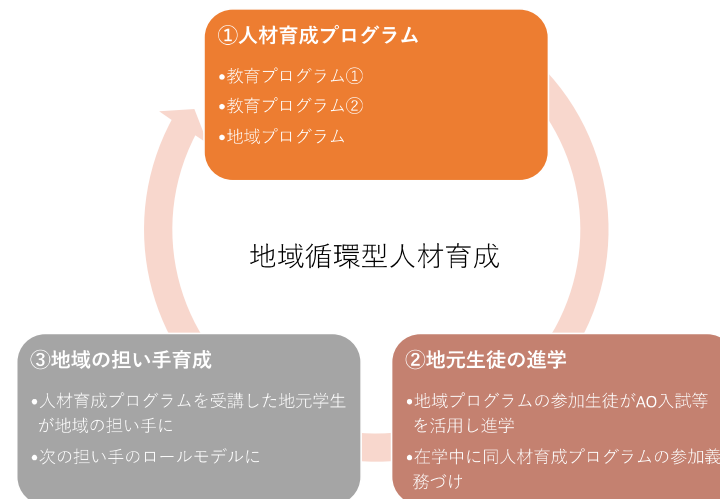 ①人材育成プログラム
•教育プログラム①
•教育プログラム②
•地域プログラム
地域循環型人材育成
③地域の担い手育成
•人材育成プログラムを受講した地元学生
が地域の担い手に
•次の担い手のロールモデルに
②地元生徒の進学
•地域プログラムの参加生徒がAO入試等
を活用し進学
•在学中に同人材育成プログラムの参加義
務づけ